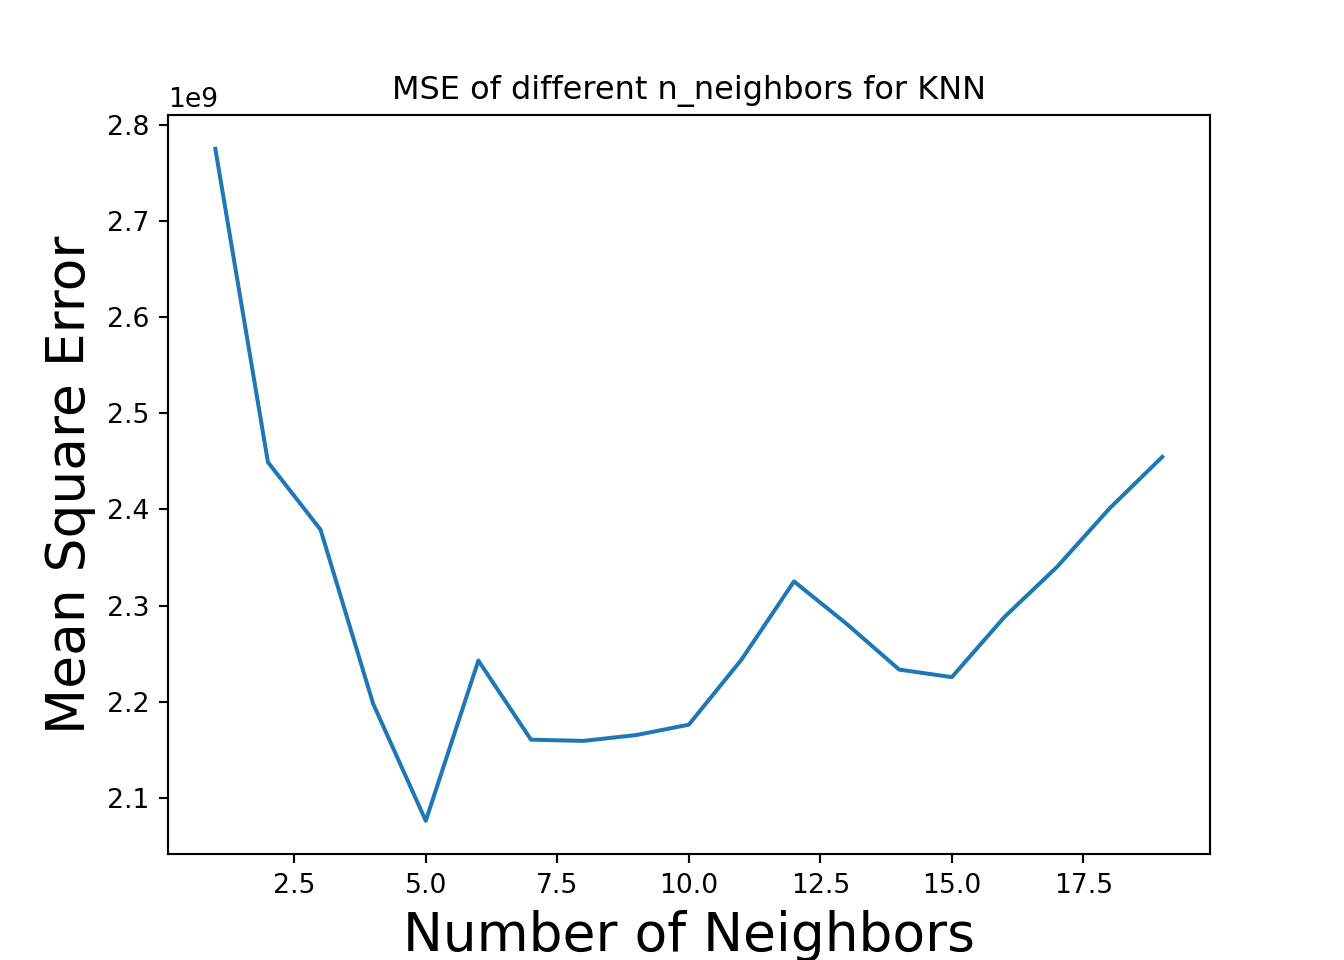 MSE of different n_neighbors for KNN
1e9
2.8
2.7
2.6
2.5
2.4
2.3
2.2
2.1
Mean Square Error
2.5 5.0 7.5 10.0 12.5 15.0 17.5
Number of Neighbors